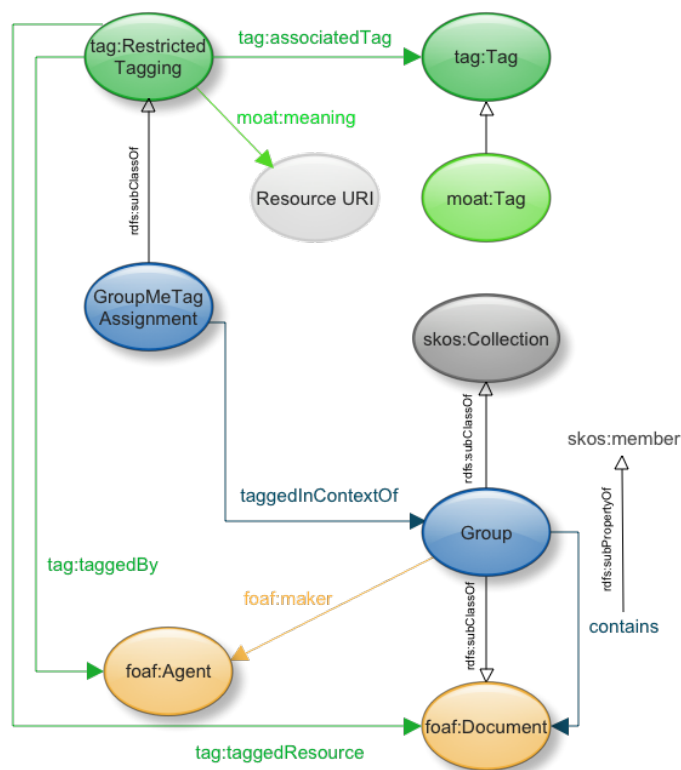 tag:Restricted
Tagging
tag:associatedTag
tag:Tag
moat:meaning
rdfs:subClassOf
Resource URI
moat:Tag
GroupMeTag
Assignment
skos:Collection
rdfs:subClassOf
skos:member
taggedInContextOf
rdfs:subPropertyOf
Group
tag:taggedBy
foaf:maker
rdfs:subClassOf
contains
foaf:Agent
foaf:Document
tag:taggedResource